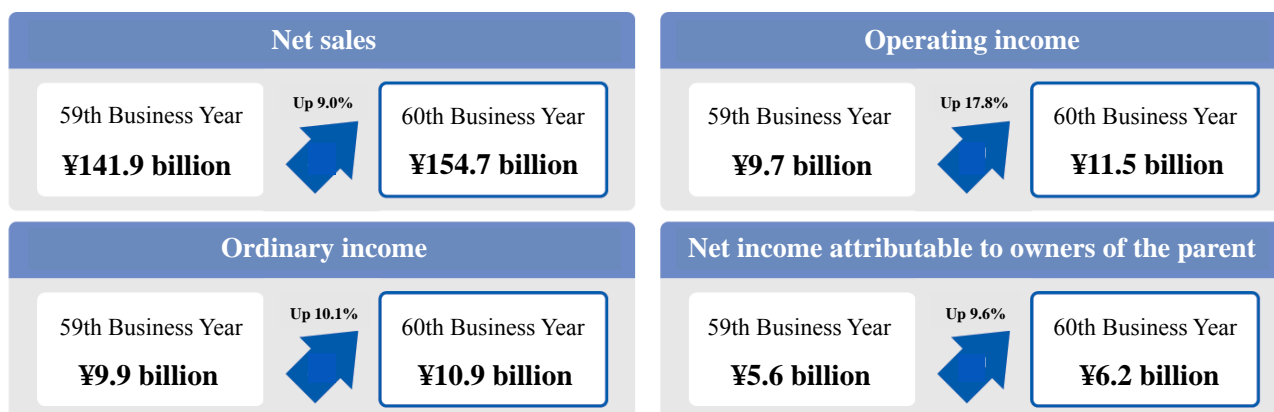 Net sales
59th Business Year
¥141.9 billion
Up 9.0%
60th Business Year
¥154.7 billion
Operating income
59th Business Year
¥9.7 billion
Up 17.8%
60th Business Year
¥11.5 billion
Ordinary income
59th Business Year
¥9.9 billion
Up 10.1%
60th Business Year
¥10.9 billion
Net income attributable to owners of the parent
59th Business Year
¥5.6 billion
Up 9.6%
60th Business Year
¥6.2 billion